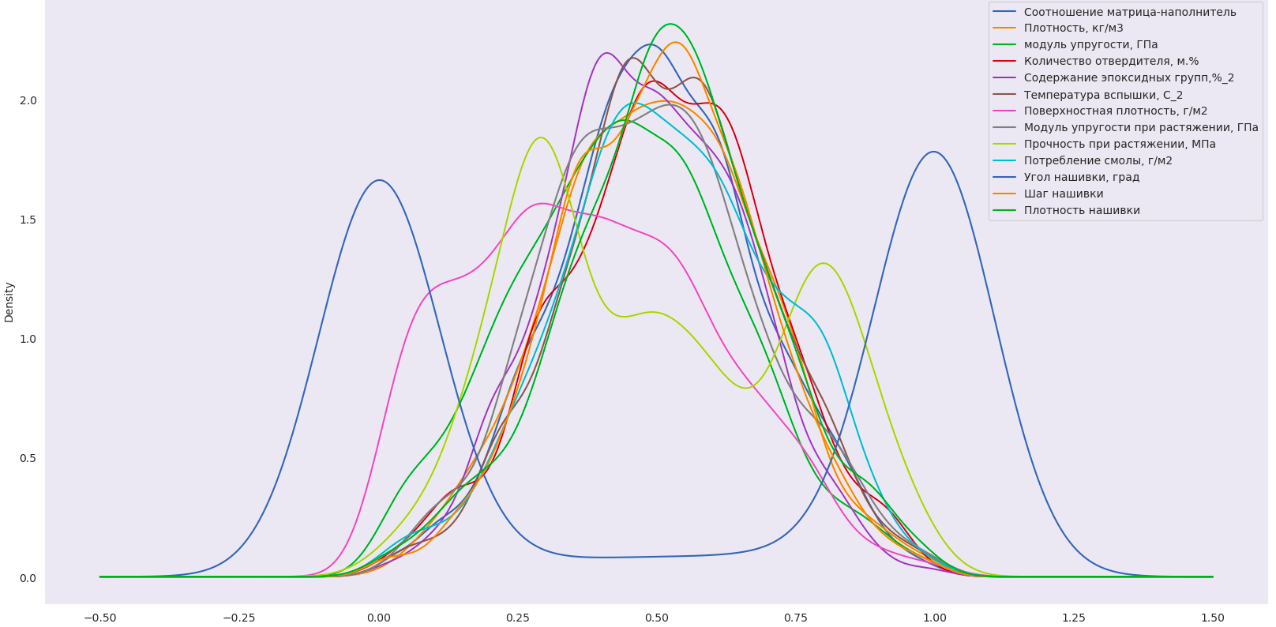 Соотношение матрица-наполнитель
Плотность, кг/м3
модуль упругости, ГПа
Количество отвердителя, м.%
Содержание эпоксидных групп,%_2
Температура вспышки, С_2
Поверхностная плотность, г/м2
Модуль упругости при растяжении, ГПа
Прочность при растяжении, МПа
Потребление смолы, г/м2
Угол нашивки, град
Шаг нашивки
Плотность нашивки
Density
2.0
1.5
1.0
0.5
0.0
−0.50 −0.25 0.00 0.25 0.50 0.75 1.00 1.25 1.50